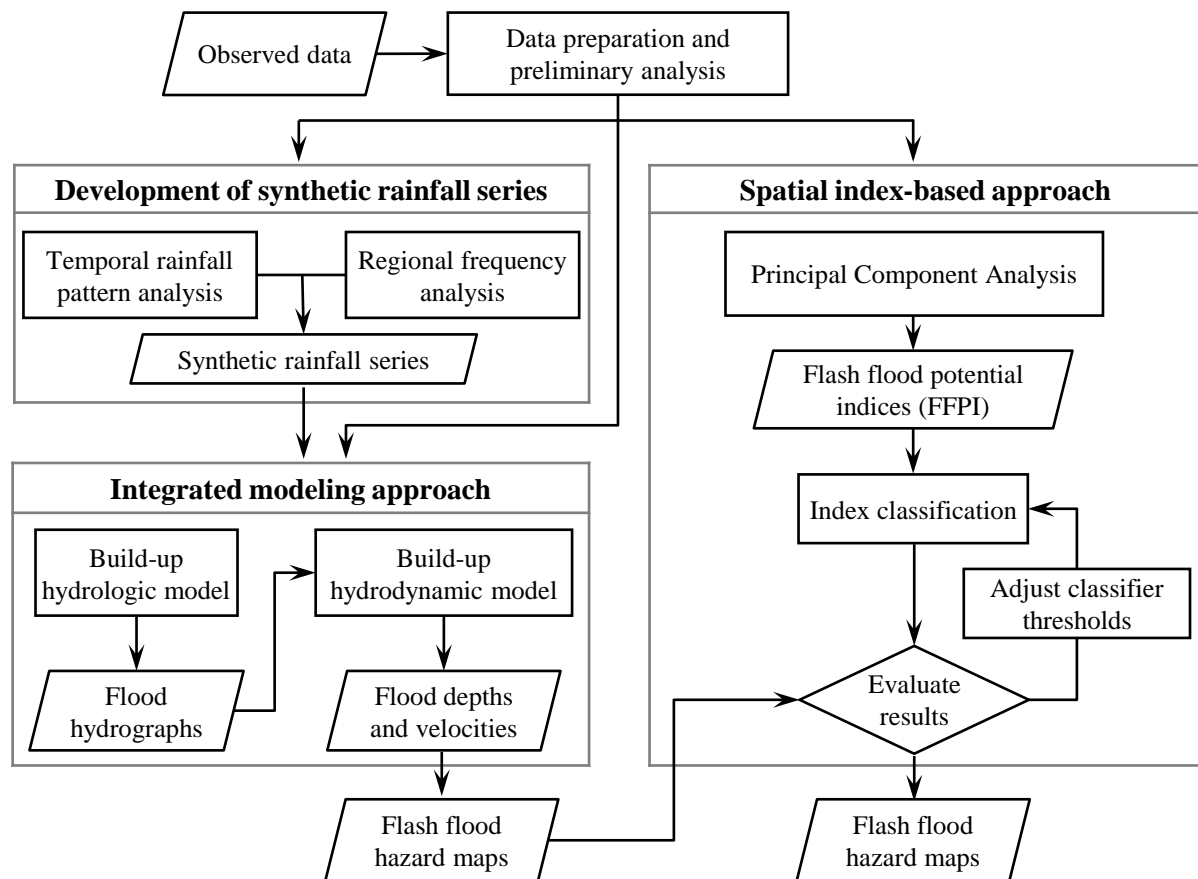 Observed data
Data preparation and
preliminary analysis
Development of synthetic rainfall series
Temporal rainfall
pattern analysis
Regional frequency
analysis
Synthetic rainfall series
Integrated modeling approach
Build-up
hydrologic model
Build-up
hydrodynamic model
Flood
hydrographs
Flood depths
and velocities
Flash flood
hazard maps
Spatial index-based approach
Principal Component Analysis
Flash flood potential
indices (FFPI)
Index classification
Adjust classifier
thresholds
Evaluate
results
Flash flood
hazard maps